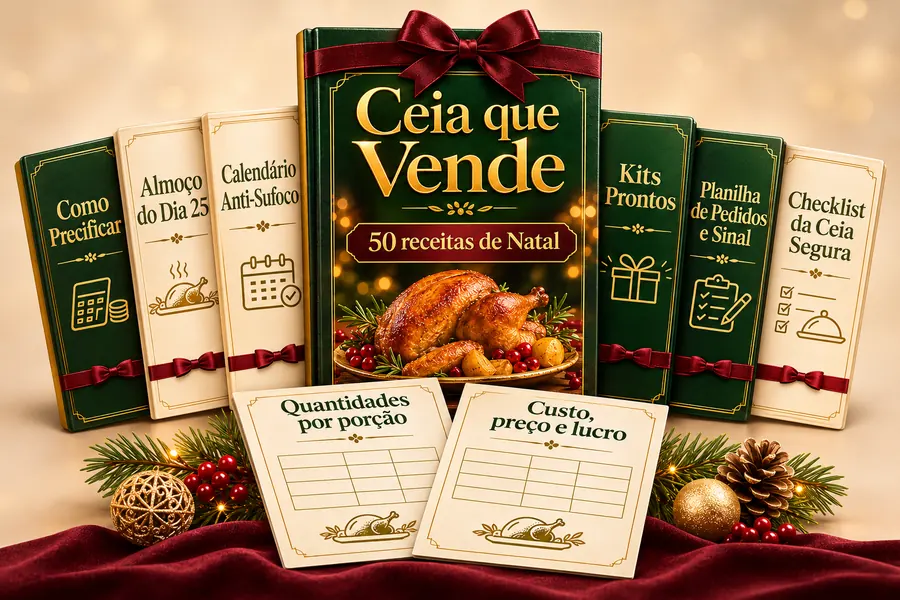 Como
Precificar
Almoço
do Dia 25
Calendário
Anti-Sufoco
Ceia que
Vende
50 receitas de Natal
Kits
Prontos
Planilha
de Pedidos
e Sinal
Checklist
da Ceia
Segura
Quantidades
por porção
Custo,
preço e lucro